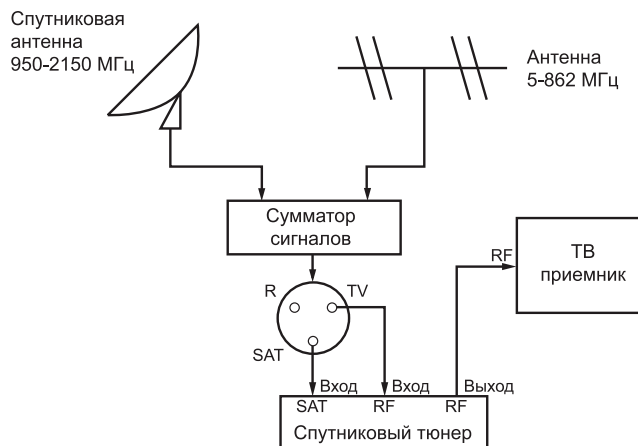 Спутниковая
антенна
950-2150 МГц
Антенна
5-862 МГц
Сумматор
сигналов
RF
ТВ
приемник
R
TV
SAT
Вход
Вход
Выход
SAT
RF
RF
Спутниковый тюнер